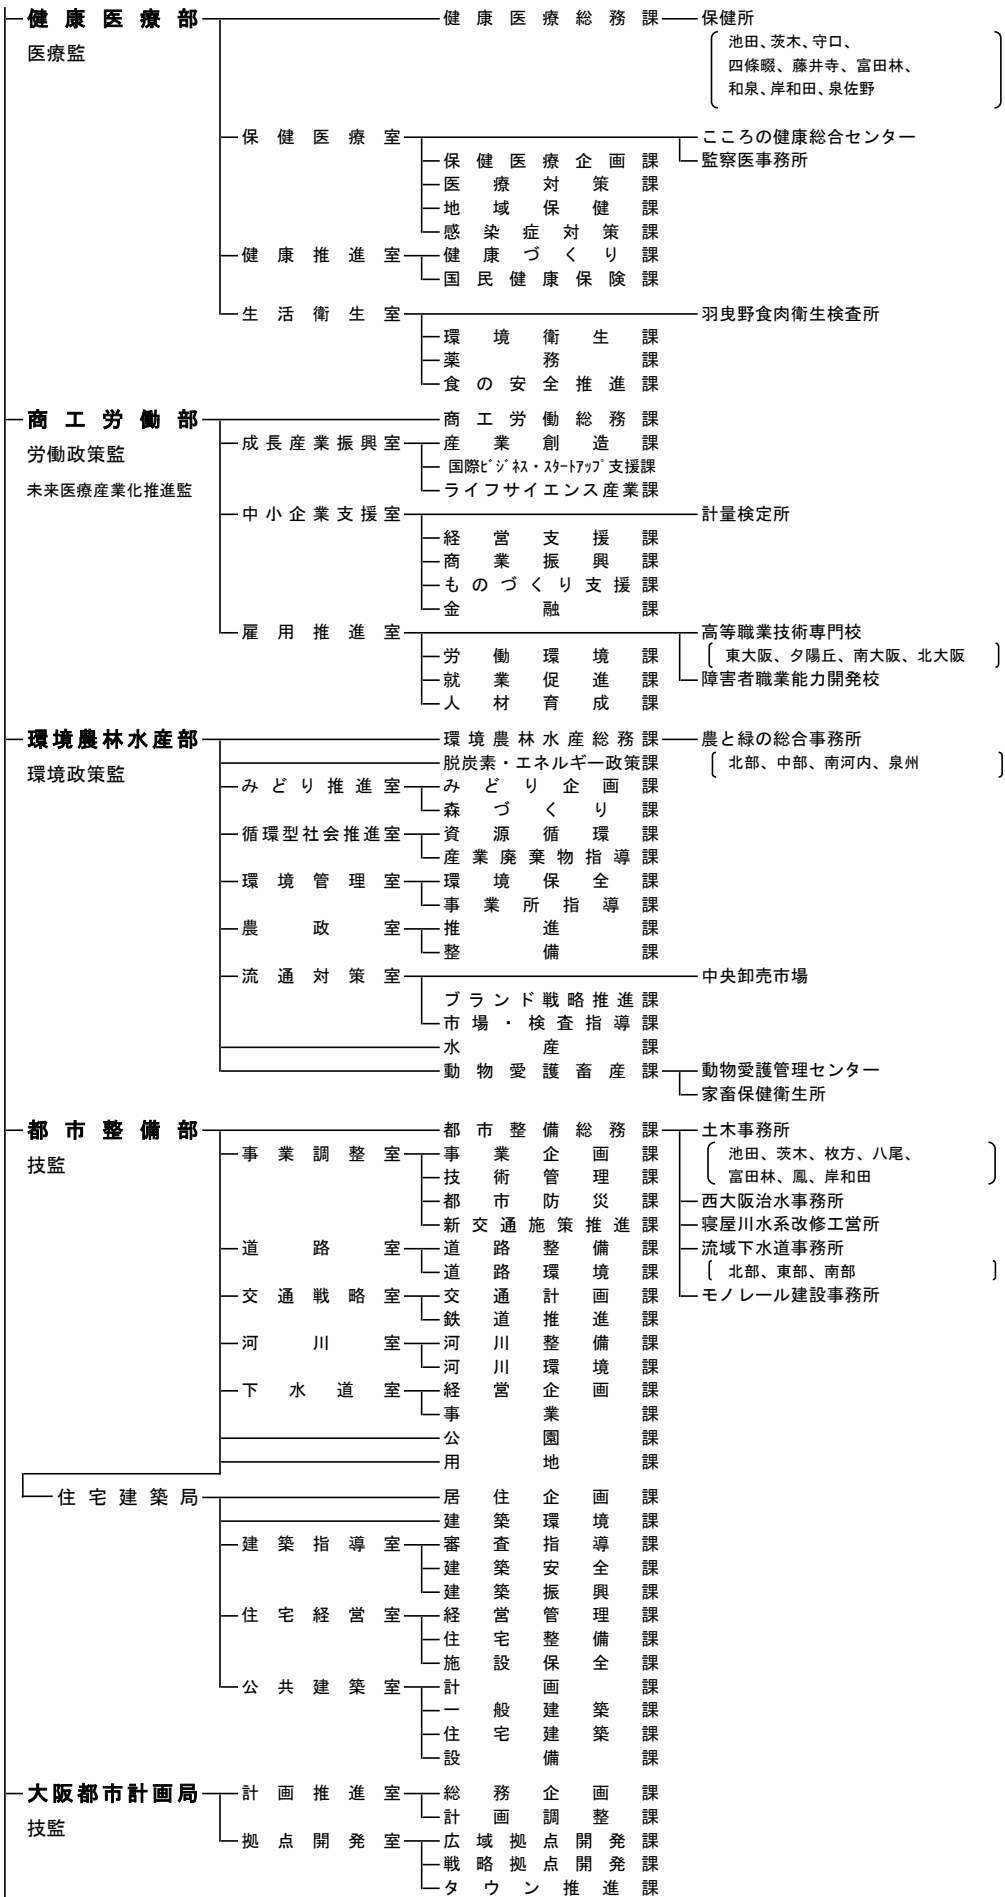 健康医療部 健康医療総務課 保健所
医療監 池田、茨木、守口、
四條畷、藤井寺、富田林、
和泉、岸和田、泉佐野
保健医療室 こころの健康総合センター
保健医療企画課 監察医事務所
医療対策課
地域保健課
感染症対策課
健康推進室 健康づくり課
国民健康保険課
生活衛生室 羽曳野食肉衛生検査所
環境衛生課
薬務課
食の安全推進課
商工労働部 商工労働総務課
労働政策監 成長産業振興室 産業創造課
国際ビジネス・スタートアップ支援課
未来医療産業化推進監 ライフサイエンス産業課
中小企業支援室 計量検定所
経営支援課
商業振興課
ものづくり支援課
金融課
雇用推進室 高等職業技術専門校
労働環境課 〔 東大阪、夕陽丘、南大阪、北大阪 〕
就業促進課 障害者職業能力開発校
人材育成課
環境農林水産部 環境農林水産総務課 農と緑の総合事務所
環境政策監 脱炭素・エネルギー政策課 〔 北部、中部、南河内、泉州 〕
みどり推進室 みどり企画課
森づくり課
循環型社会推進室 資源循環課
産業廃棄物指導課
環境管理室 環境保全課
事業所指導課
農政室 推進課
整備課
流通対策室 中央卸売市場
ブランド戦略推進課
市場・検査指導課
水産課
動物愛護畜産課 動物愛護管理センター
家畜保健衛生所
都市整備部 都市整備総務課 土木事務所
技監 事業調整室 事業企画課 池田、茨木、枚方、八尾、
技術管理課 富田林、鳳、岸和田
都市防災課 西大阪治水事務所
新交通施策推進課 寝屋川水系改修工営所
道路室 道路整備課 流域下水道事務所
道路環境課 〔 北部、東部、南部 〕
交通戦略室 交通計画課 モノレール建設事務所
鉄道推進課
河川室 河川整備課
河川環境課
下水道室 経営企画課
事業課
公園課
用地課
住宅建築局 居住企画課
建築環境課
建築指導室 審査指導課
建築安全課
建築振興課
住宅経営室 経営管理課
住宅整備課
施設保全課
公共建築室 計画課
一般建築課
住宅建築課
設備課
大阪都市計画局 計画推進室 総務企画課
技監 計画調整課
拠点開発室 広域拠点開発課
戦略拠点開発課
タウン推進課